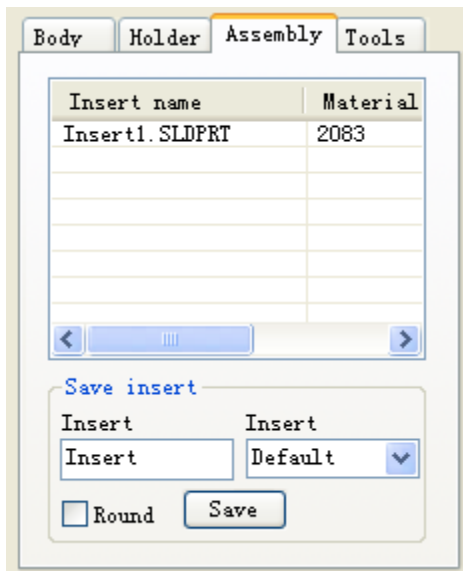 Body Holder Assembly Tools
Insert name Material
Insert1.SLDPRT 2083
Save insert
Insert Insert
Insert Default
Round Save